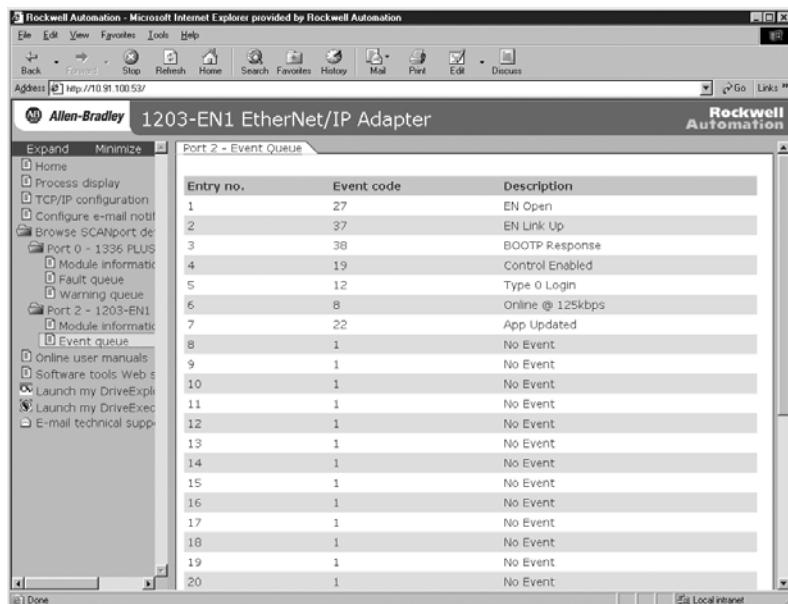 Rockwell Automation - Microsoft Internet Explorer provided by Rockwell Automation
File Edit View Favorites Tools Help
Back Forward Stop Refresh Home Search Favorites History Mail Print Edit Discuss
Address http://10.91.100.53/ Go Links »
AB Allen-Bradley 1203-EN1 EtherNet/IP Adapter Rockwell Automation
Expand Minimize
Home
Process display
TCP/IP configuration
Configure e-mail notif
Browse SCANport de
Port 0 - 1336 PLUS
Module informatic
Fault queue
Warning queue
Port 2 - 1203-EN1
Module informatic
Event queue
Online user manuals
Software tools Web s
Launch my DriveExpl
Launch my DriveExec
E-mail technical supp
Port 2 - Event Queue
Entry no. Event code Description
1 27 EN Open
2 37 EN Link Up
3 38 BOOTP Response
4 19 Control Enabled
5 12 Type 0 Login
6 8 Online @ 125kbps
7 22 App Updated
8 1 No Event
9 1 No Event
10 1 No Event
11 1 No Event
12 1 No Event
13 1 No Event
14 1 No Event
15 1 No Event
16 1 No Event
17 1 No Event
18 1 No Event
19 1 No Event
20 1 No Event
Done Local intranet